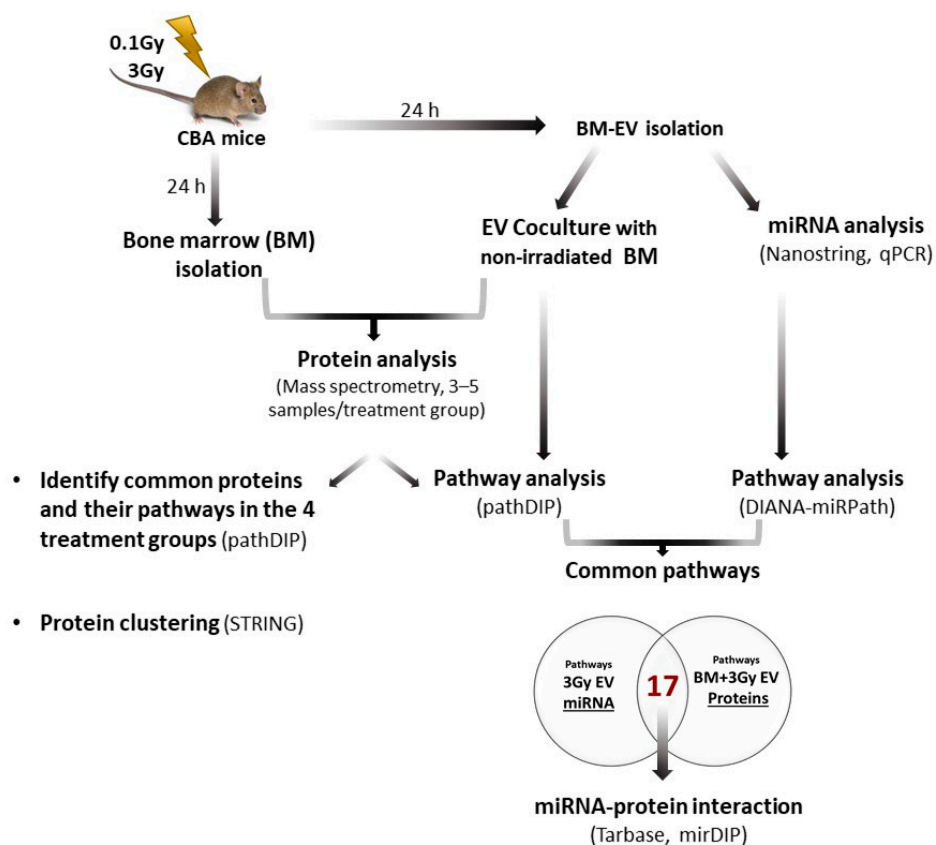 0.1Gy
3Gy
CBA mice
24 h
BM-EV isolation
24 h
Bone marrow (BM)
isolation
EV Coculture with
non-irradiated BM
miRNA analysis
(Nanostring, qPCR)
Protein analysis
(Mass spectrometry, 3–5
samples/treatment group)
• Identify common proteins
and their pathways in the 4
treatment groups (pathDIP)
Pathway analysis
(pathDIP)
Pathway analysis
(DIANA-miRPath)
Common pathways
• Protein clustering (STRING)
Pathways
3Gy EV
miRNA
17
Pathways
BM+3Gy EV
Proteins
miRNA-protein interaction
(Tarbase, mirDIP)